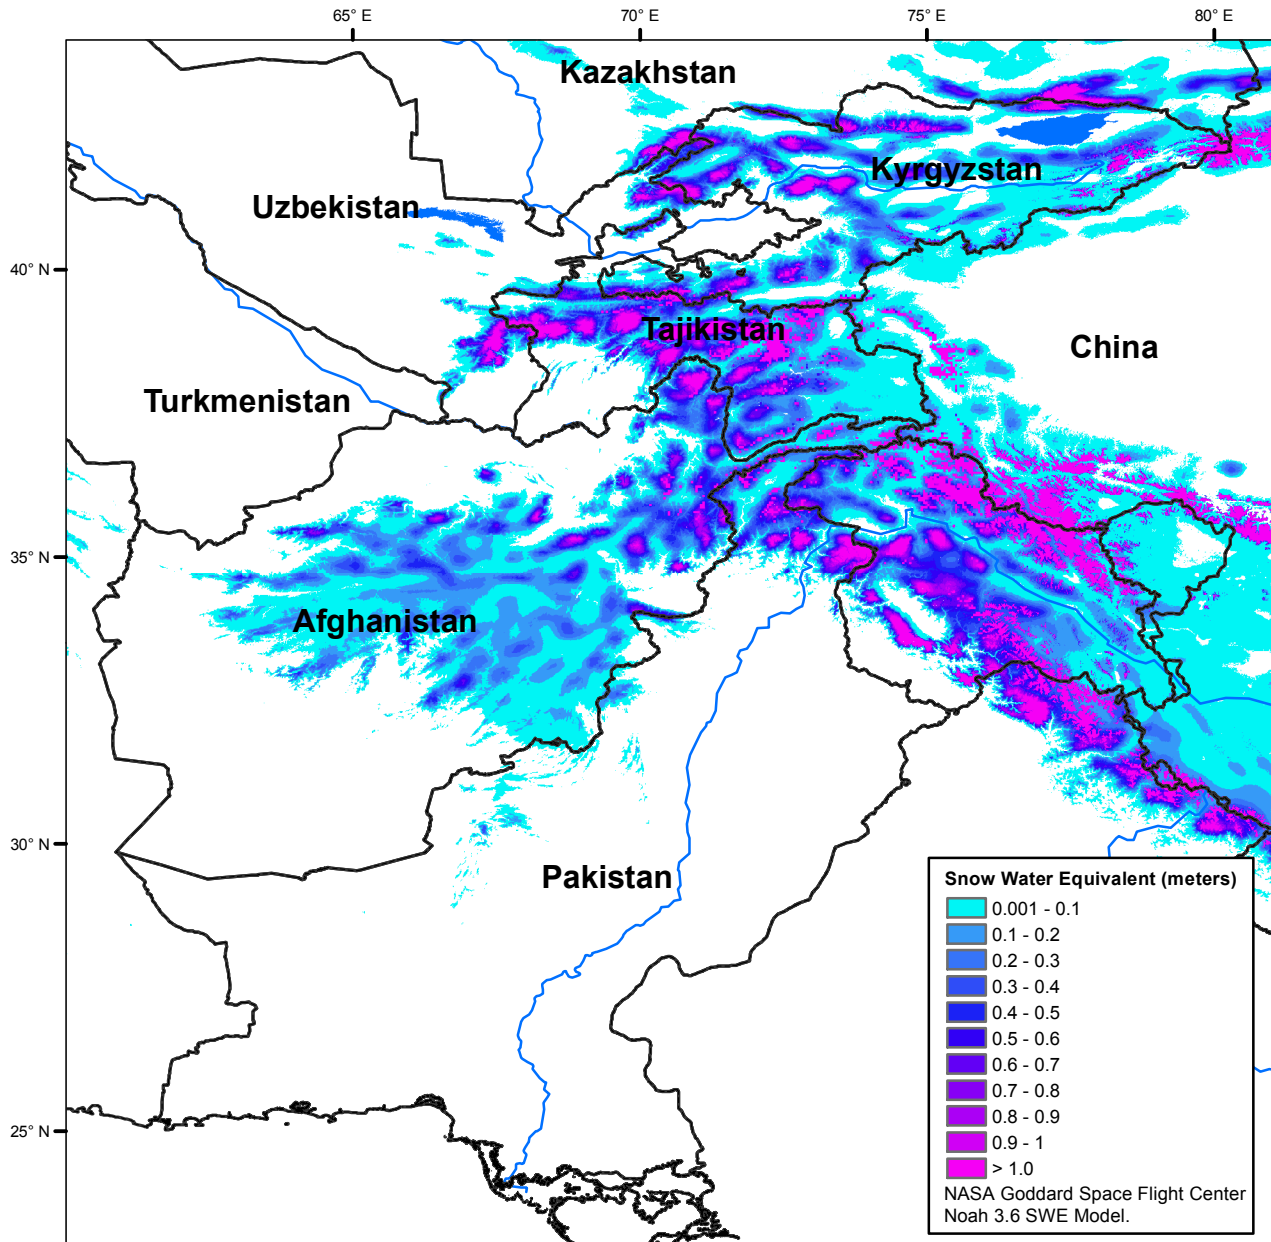 65° E
70° E
75° E
80° E
Kazakhstan
Kyrgyzstan
Uzbekistan
40° N
Tajikistan
China
Turkmenistan
35° N
Afghanistan
30° N
Pakistan
25° N
Snow Water Equivalent (meters)
0.001 - 0.1
0.1 - 0.2
0.2 - 0.3
0.3 - 0.4
0.4 - 0.5
0.5 - 0.6
0.6 - 0.7
0.7 - 0.8
0.8 - 0.9
0.9 - 1
> 1.0
NASA Goddard Space Flight Center
Noah 3.6 SWE Model.